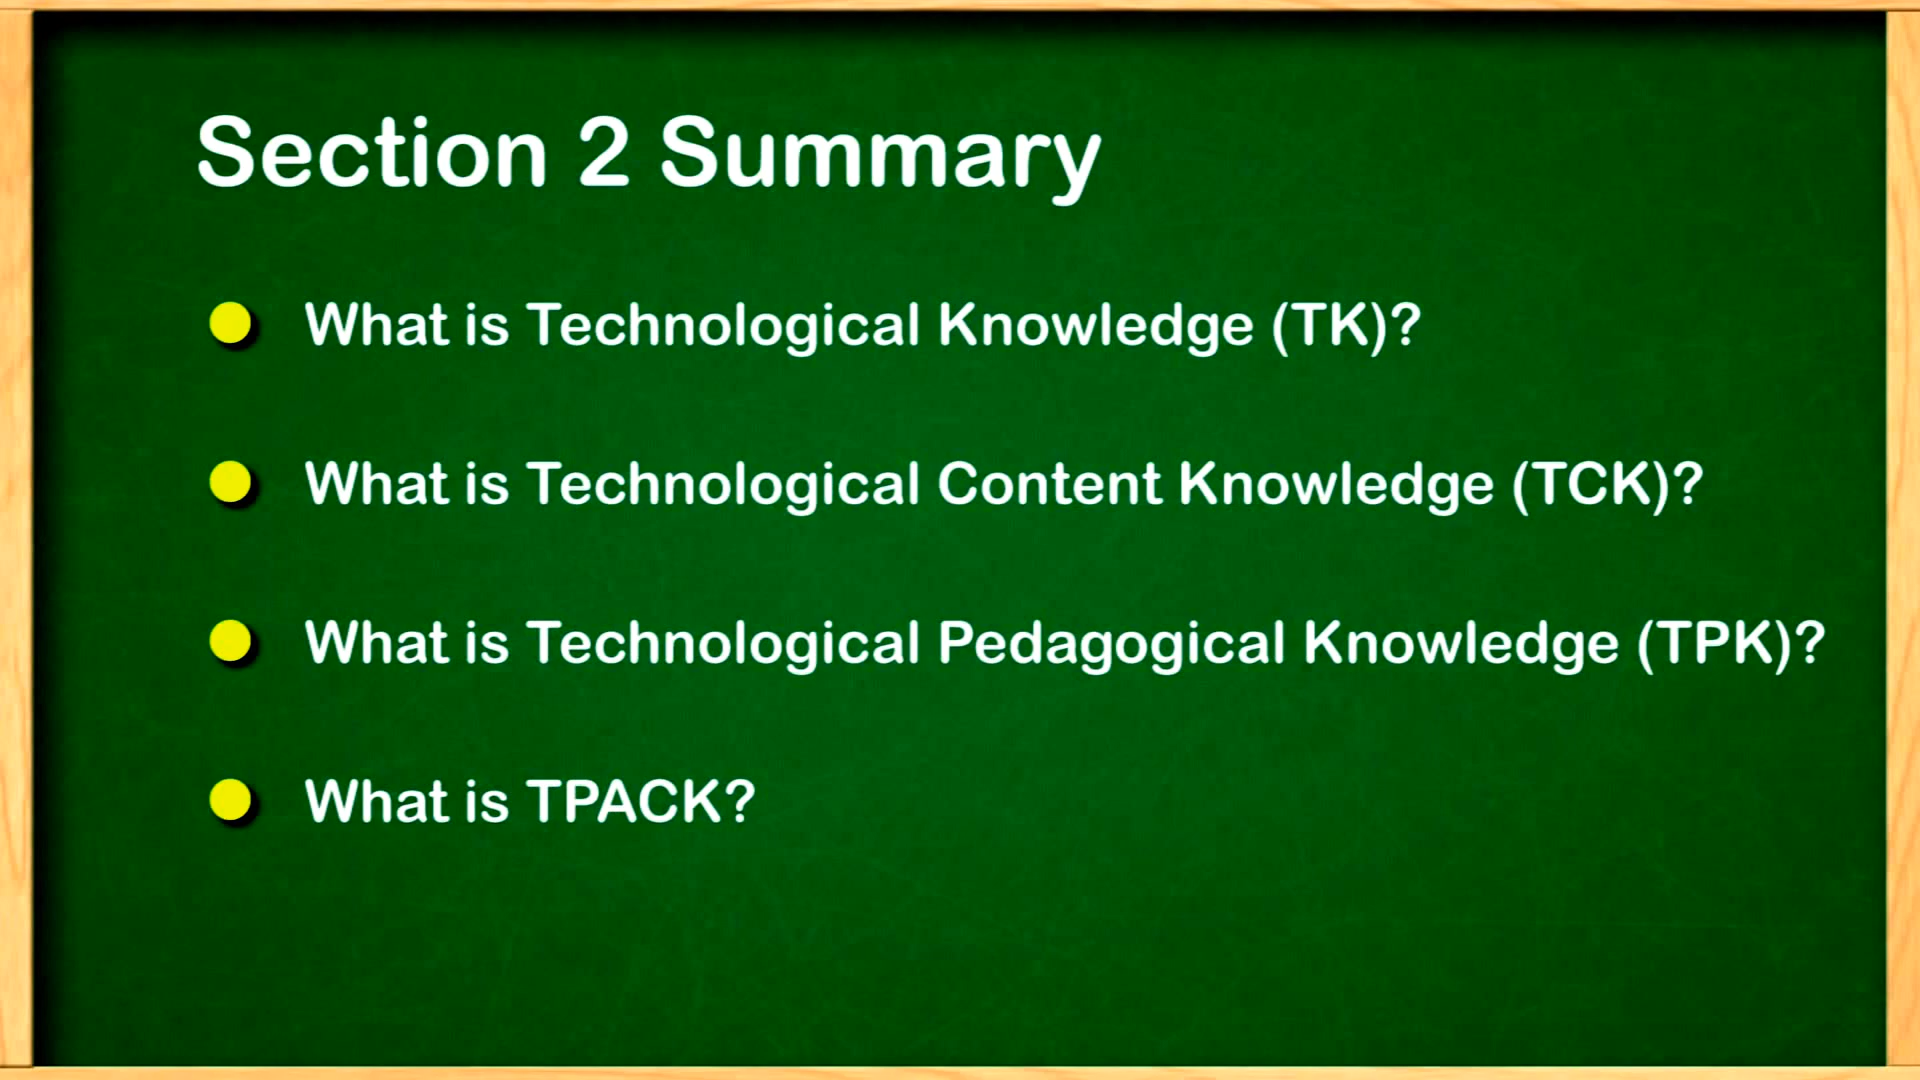 Section 2 Summary
What is Technological Knowledge (TK)?
What is Technological Content Knowledge (TCK)?
What is Technological Pedagogical Knowledge (TPK)?
What is TPACK?